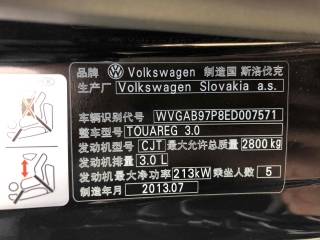 品牌 Volkswagen 制造国 斯洛伐克
生产厂 Volkswagen Slovakia a.s.
车辆识别代号 WVGAB97P8ED007571
整车型号 TOUAREG 3.0
发动机型号 CJT 最大允许总质量 2800kg
发动机排量 3.0 L
发动机最大净功率 213kW 乘坐人数 5
制造年月 2013.07